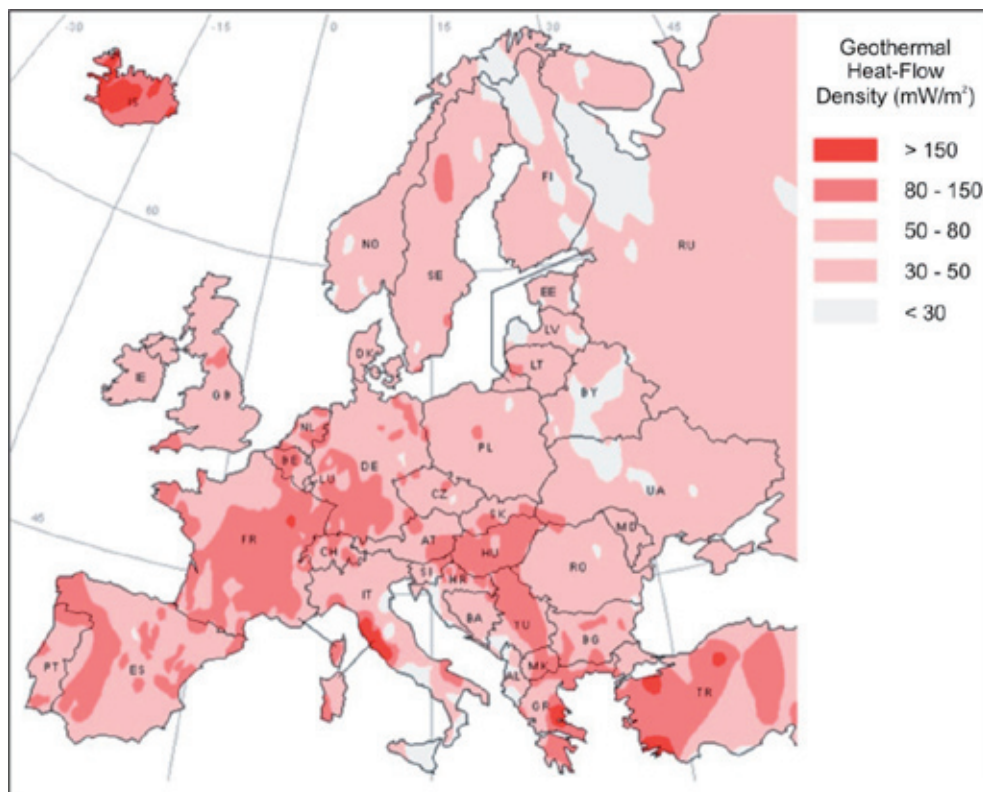 -30
-15
0
15
30
45
Geothermal
Heat-Flow
Density (mW/m²)
> 150
80 - 150
50 - 80
30 - 50
< 30
IS
60
FI
NO
SE
RU
EE
LV
DK
LT
IE
GB
BY
NL
BE
DE
PL
LU
CZ
UA
45
SK
MD
FR
AT
HU
CH
RO
SI
HR
IT
BA
YU
BG
PT
ES
AL
MK
TR
GR